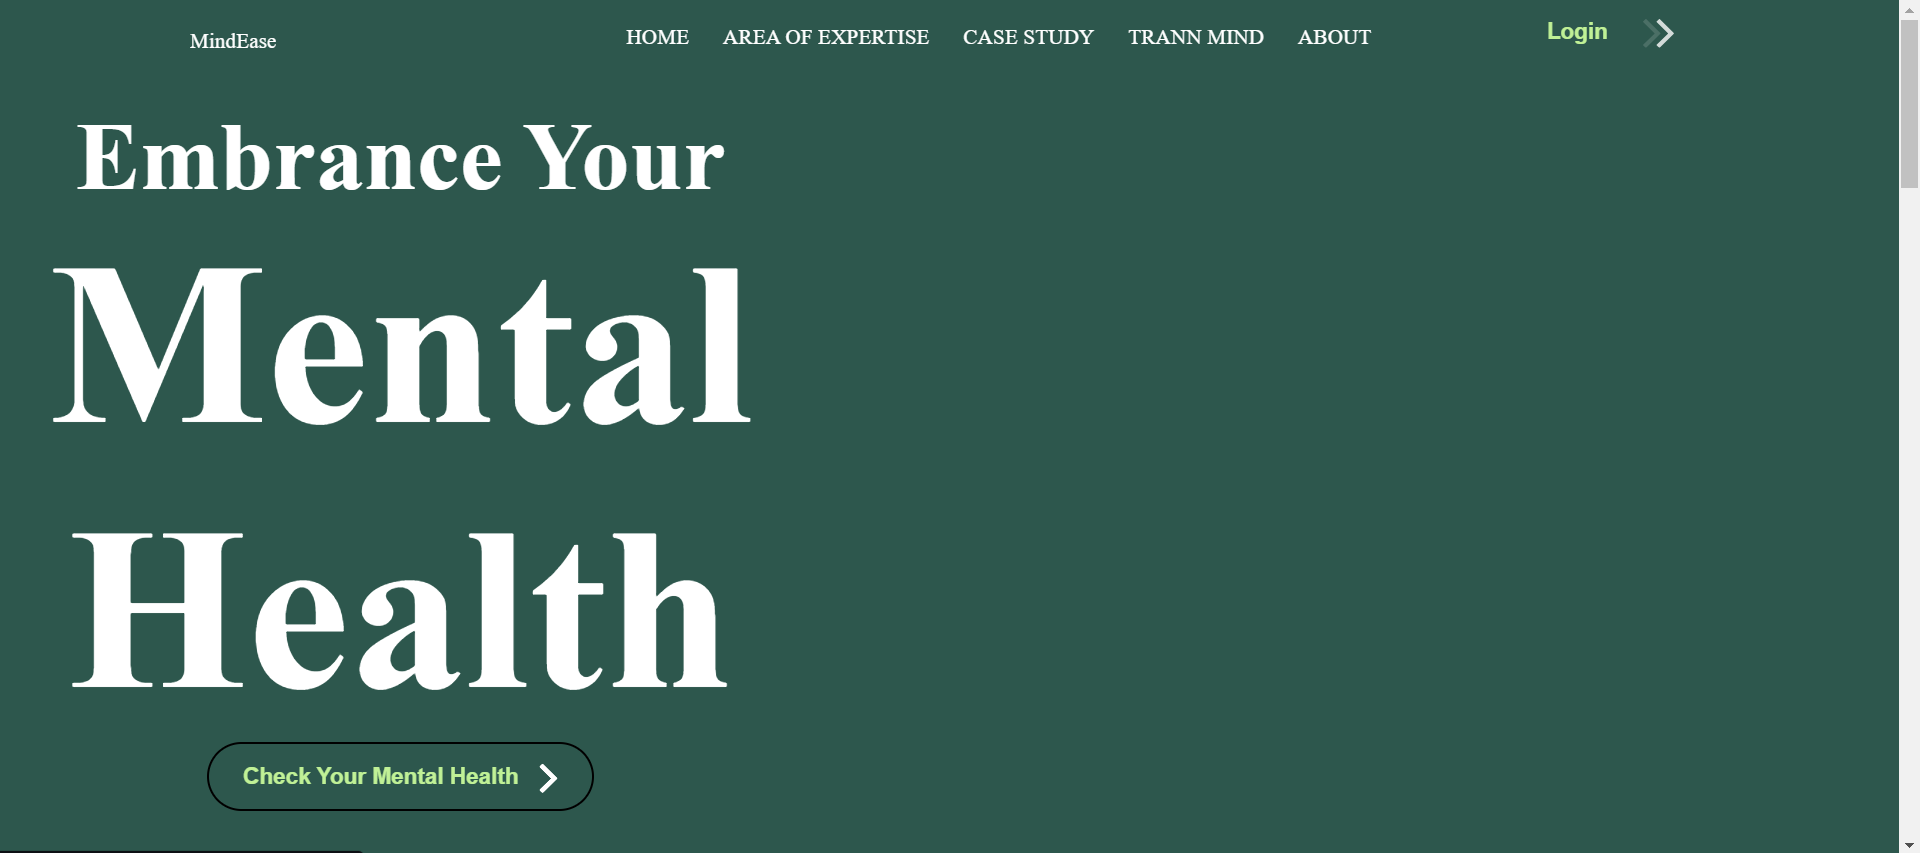 MindEase
HOME AREA OF EXPERTISE CASE STUDY TRANN MIND ABOUT
Login
Embrance Your
Mental
Health
Check Your Mental Health